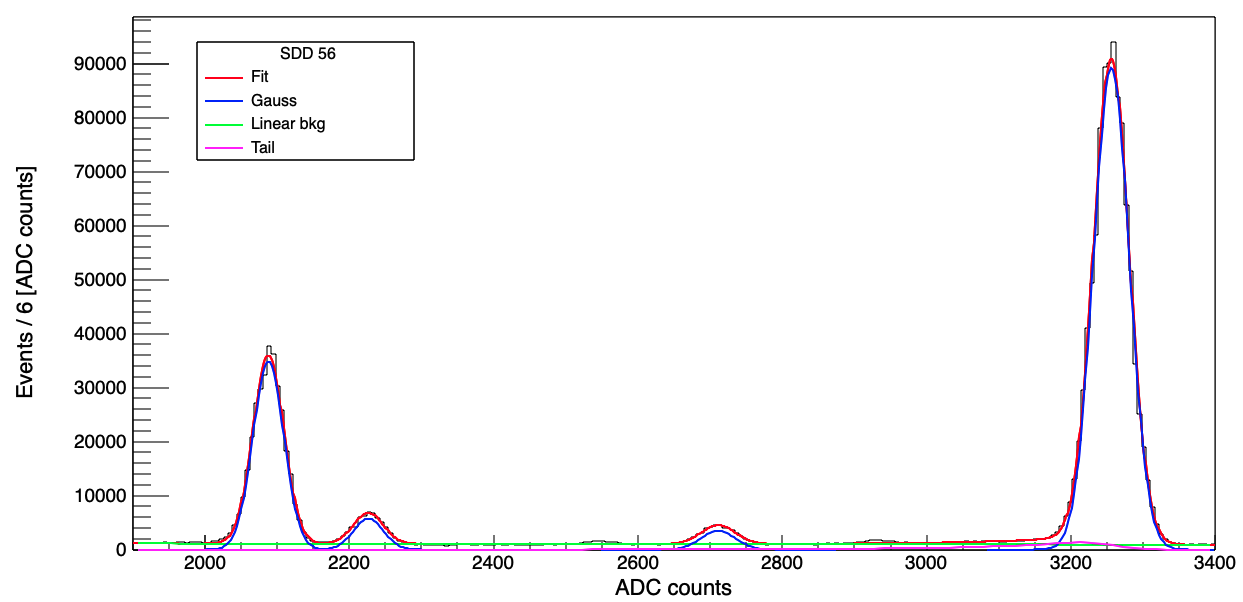 SDD 56
Fit
Gauss
Linear bkg
Tail
Events / 6 [ADC counts]
90000
80000
70000
60000
50000
40000
30000
20000
10000
0
2000 2200 2400 2600 2800 3000 3200 3400
ADC counts